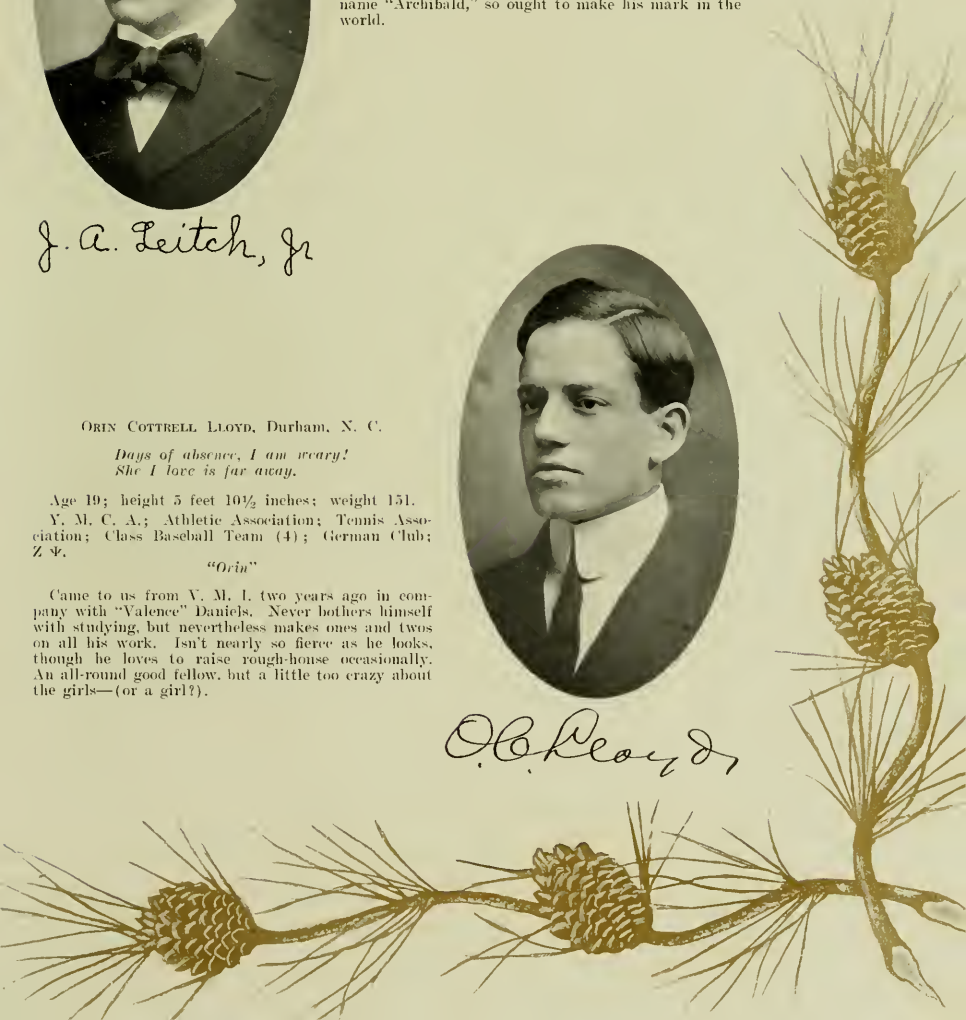 name "Archibald," so ought to make his mark in the
world.
J. A. Leitch, Jr
ORIN COTTRELL LLOYD, Durham, N. C.
Days of absence, I am weary!
She I love is far away.
Age 19; height 5 feet 10½ inches; weight 151.
Y. M. C. A.; Athletic Association; Tennis Asso-
ciation; Class Baseball Team (4); German Club;
Z Ψ.
"Orin"
Came to us from V. M. I. two years ago in com-
pany with "Valence" Daniels. Never bothers himself
with studying, but nevertheless makes ones and twos
on all his work. Isn't nearly so fierce as he looks,
though he loves to raise rough-house occasionally.
An all-round good fellow, but a little too crazy about
the girls—(or a girl?).
O. C. Lloyd